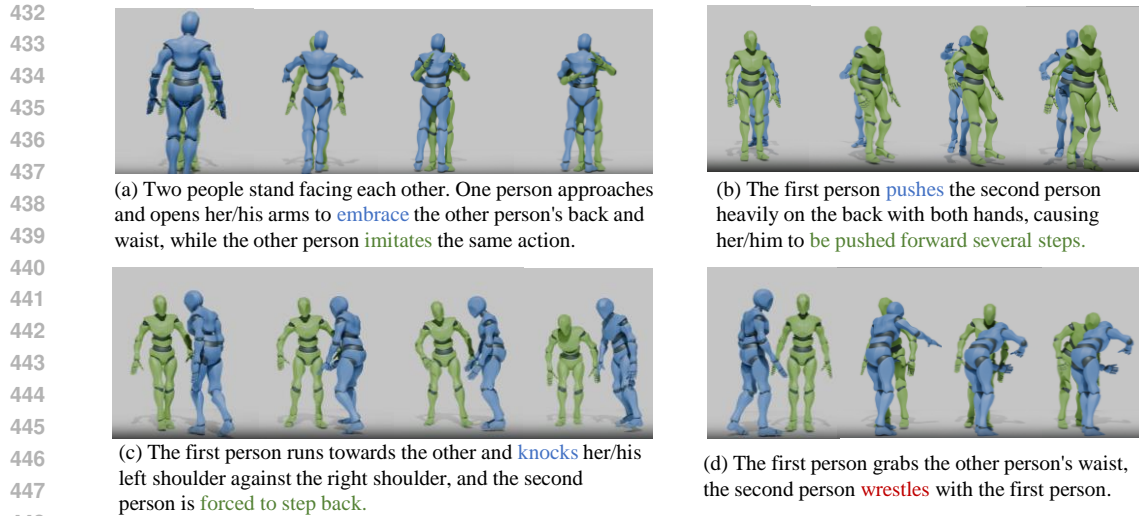 432
433
434
435
436
437
438
439
440
441
442
443
444
445
446
447
(a) Two people stand facing each other. One person approaches
and opens her/his arms to embrace the other person's back and
waist, while the other person imitates the same action.
(b) The first person pushes the second person
heavily on the back with both hands, causing
her/him to be pushed forward several steps.
(c) The first person runs towards the other and knocks her/his
left shoulder against the right shoulder, and the second
person is forced to step back.
(d) The first person grabs the other person's waist,
the second person wrestles with the first person.